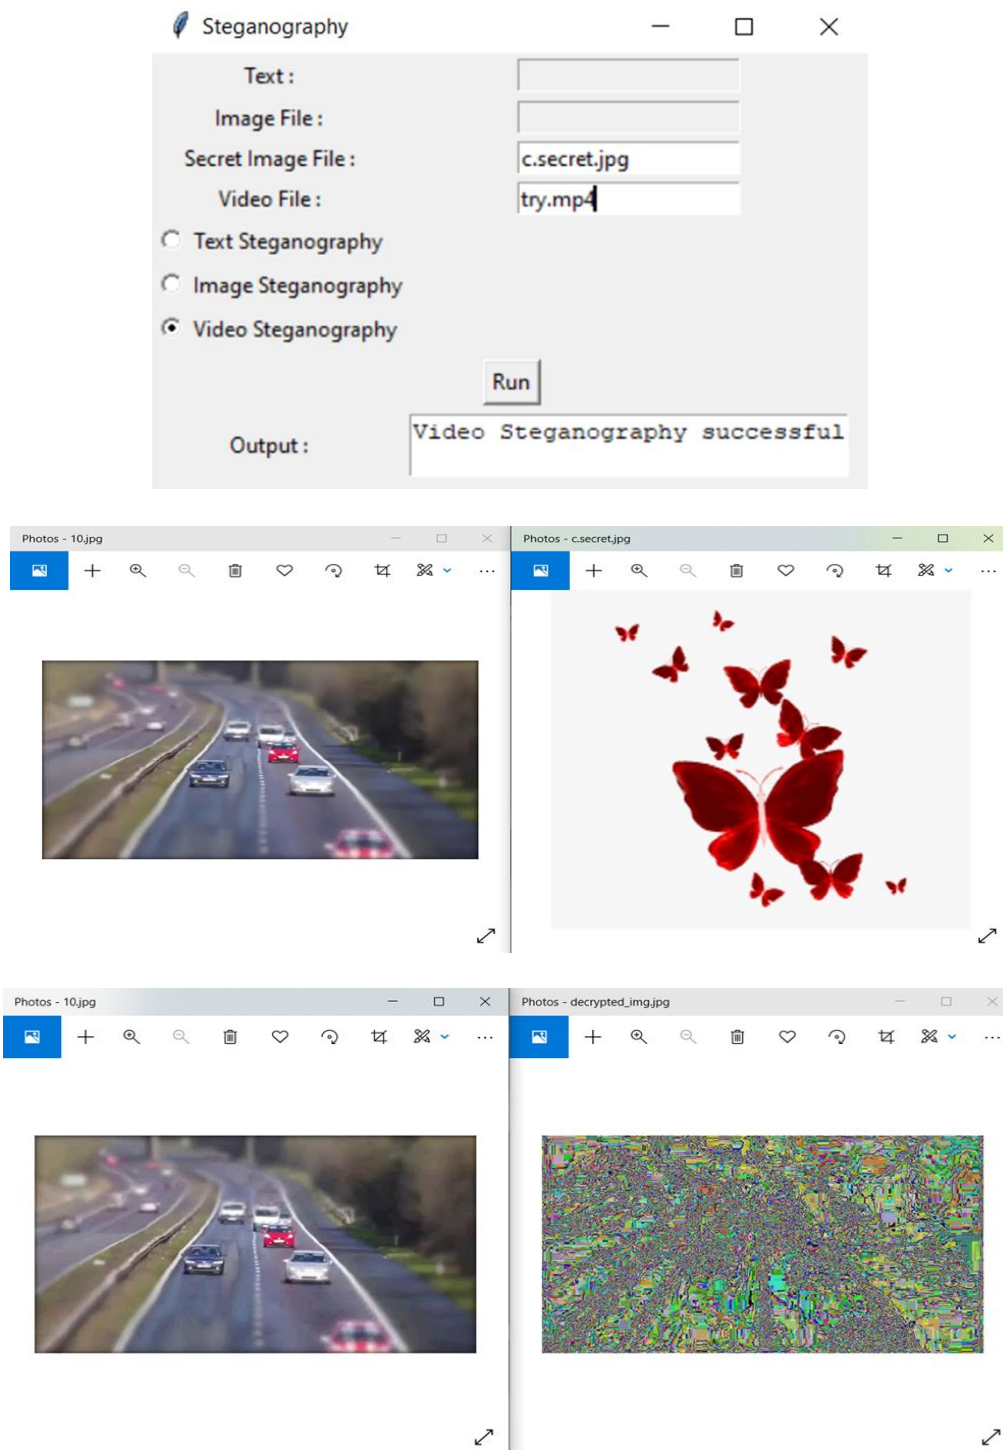 Steganography
Text :
Image File :
Secret Image File : c.secret.jpg
Video File : try.mp4
Text Steganography
Image Steganography
Video Steganography
Run
Output : Video Steganography successful
Photos - 10.jpg
Photos - c.secret.jpg
Photos - 10.jpg
Photos - decrypted_img.jpg